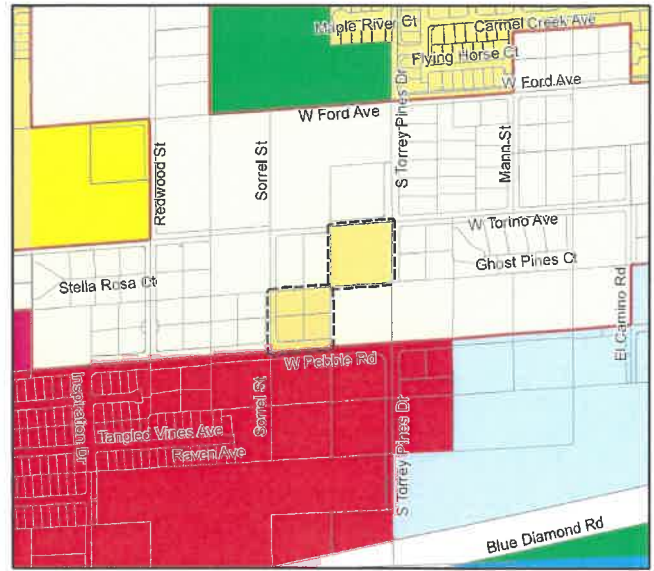 Maple River Ct
Carmel Creek Ave
Flying Horse Ct
W Ford Ave
W Ford Ave
S Torrey Pines Dr
Redwood St
Sorrel St
Mann St
W Torino Ave
Ghost Pines Ct
Stella Rosa Ct
El Camino Rd
W Pebble Rd
Inspiration Dr
Sorrel St
S Torrey Pines Dr
Tangled Vines Ave
Raven Ave
Blue Diamond Rd